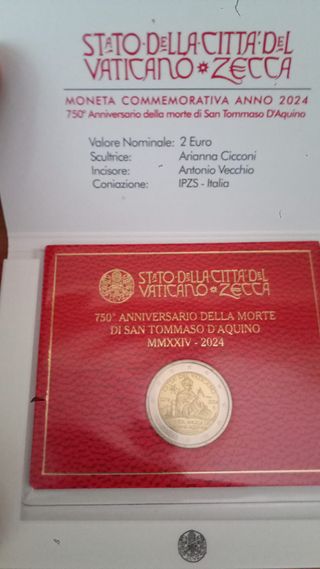 STATO·DELLA·CITTÀ·DEL
VATICANO * ZECCA
MONETA COMMEMORATIVA ANNO 2024
750° Anniversario della morte di San Tommaso D'Aquino
Valore Nominale: 2 Euro
Scultrice: Arianna Cicconi
Incisore: Antonio Vecchio
Coniazione: IPZS - Italia
STATO·DELLA·CITTÀ·DEL
VATICANO * ZECCA
750° ANNIVERSARIO DELLA MORTE
DI SAN TOMMASO D'AQUINO
MMXXIV - 2024